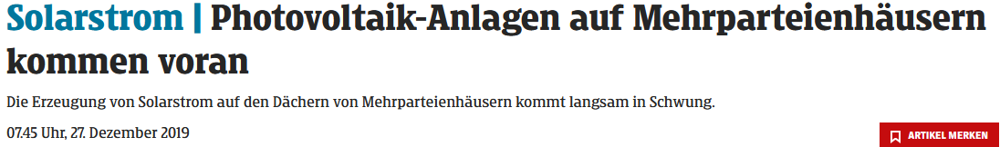 Solarstrom | Photovoltaik-Anlagen auf Mehrparteienhäusern
kommen voran
Die Erzeugung von Solarstrom auf den Dächern von Mehrparteienhäusern kommt langsam in Schwung.
07.45 Uhr, 27. Dezember 2019
ARTIKEL MERKEN